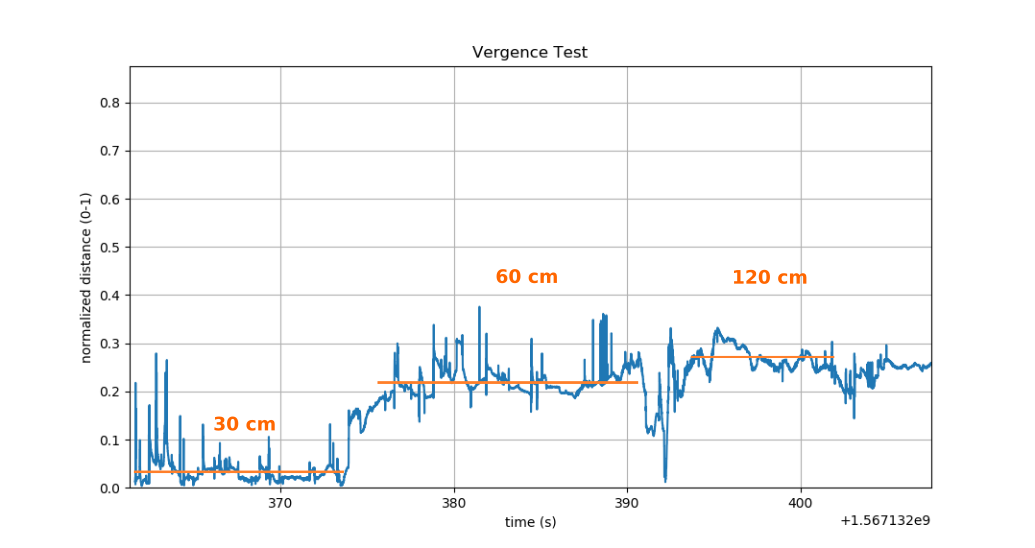 Vergence Test
0.8
0.7
0.6
0.5
0.4
0.3
0.2
0.1
0.0
normalized distance (0-1)
30 cm
60 cm
120 cm
370 380 390 400
time (s)
+1.567132e9